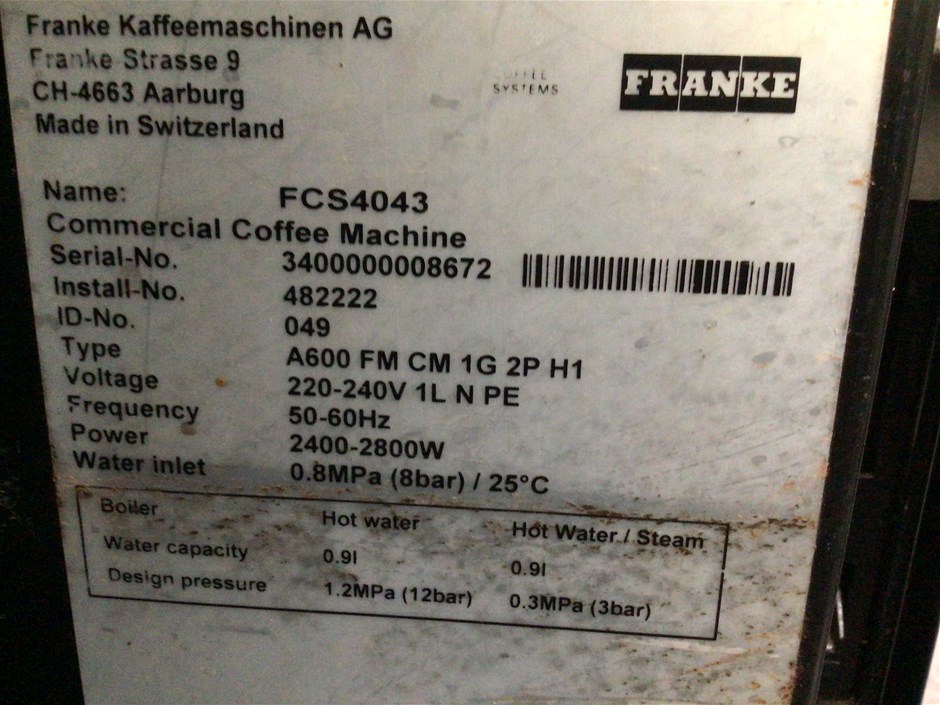 Franke Kaffeemaschinen AG
Franke Strasse 9
CH-4663 Aarburg
Made in Switzerland
COFFEE
SYSTEMS
FRANKE
Name: FCS4043
Commercial Coffee Machine
Serial-No. 3400000008672
Install-No. 482222
ID-No. 049
Type A600 FM CM 1G 2P H1
Voltage 220-240V 1L N PE
Frequency 50-60Hz
Power 2400-2800W
Water inlet 0.8MPa (8bar) / 25°C
Boiler Hot water Hot Water / Steam
Water capacity 0.9l 0.9l
Design pressure 1.2MPa (12bar) 0.3MPa (3bar)